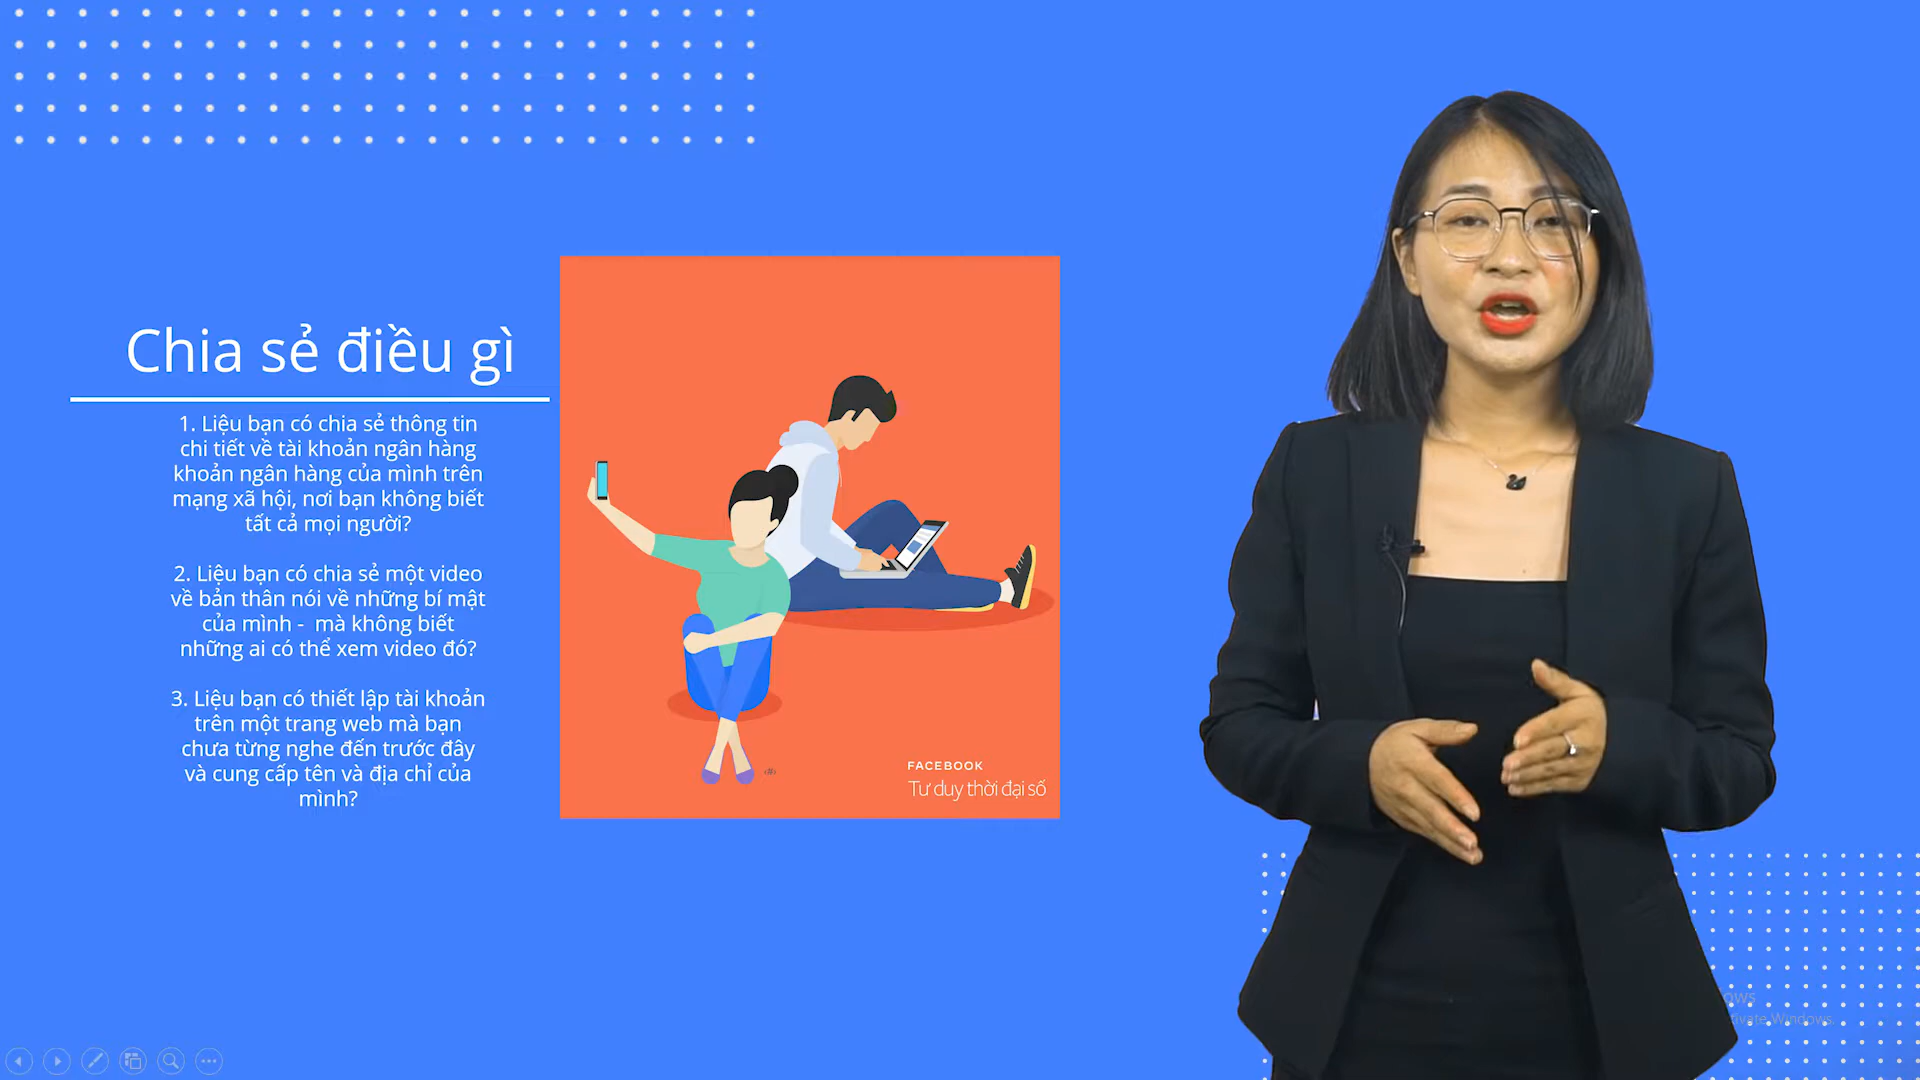 Chia sẻ điều gì
1. Liệu bạn có chia sẻ thông tin
chi tiết về tài khoản ngân hàng
khoản ngân hàng của mình trên
mạng xã hội, nơi bạn không biết
tất cả mọi người?
2. Liệu bạn có chia sẻ một video
về bản thân nói về những bí mật
của mình - mà không biết
những ai có thể xem video đó?
3. Liệu bạn có thiết lập tài khoản
trên một trang web mà bạn
chưa từng nghe đến trước đây
và cung cấp tên và địa chỉ của
mình?
FACEBOOK
Tư duy thời đại số
ows
tivate Windows.